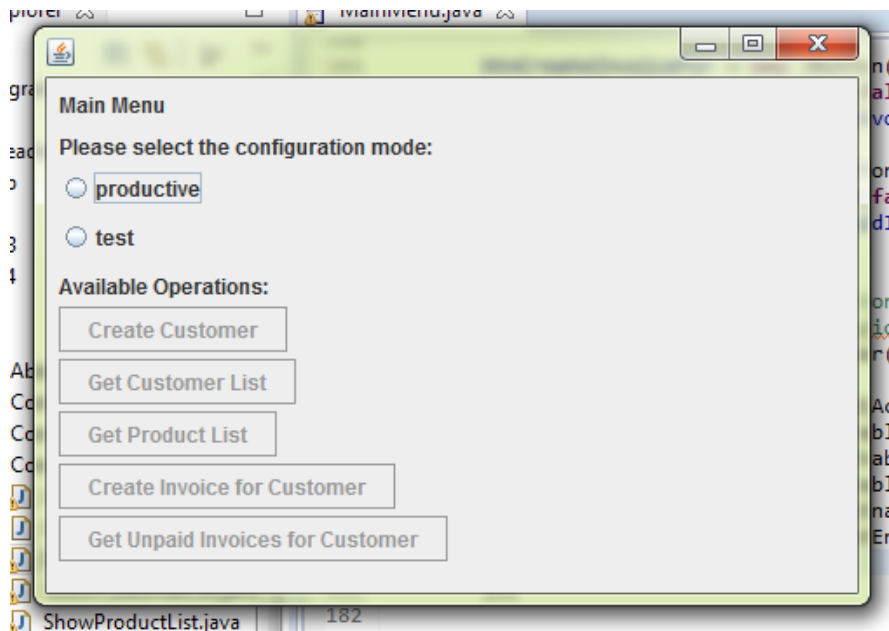 MainMenu.java
Main Menu
Please select the configuration mode:
productive
test
Available Operations:
Create Customer
Get Customer List
Get Product List
Create Invoice for Customer
Get Unpaid Invoices for Customer
ShowProductList.java
182